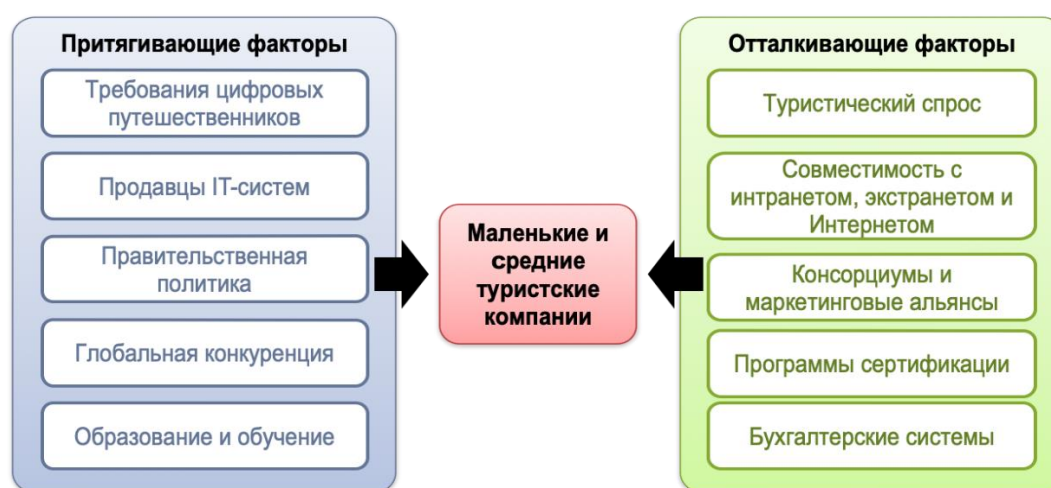 Притягивающие факторы
Требования цифровых
путешественников
Продавцы IT-систем
Правительственная
политика
Глобальная конкуренция
Образование и обучение
Маленькие и
средние
туристские
компании
Отталкивающие факторы
Туристический спрос
Совместимость с
интранетом, экстранетом и
Интернетом
Консорциумы и
маркетинговые альянсы
Программы сертификации
Бухгалтерские системы